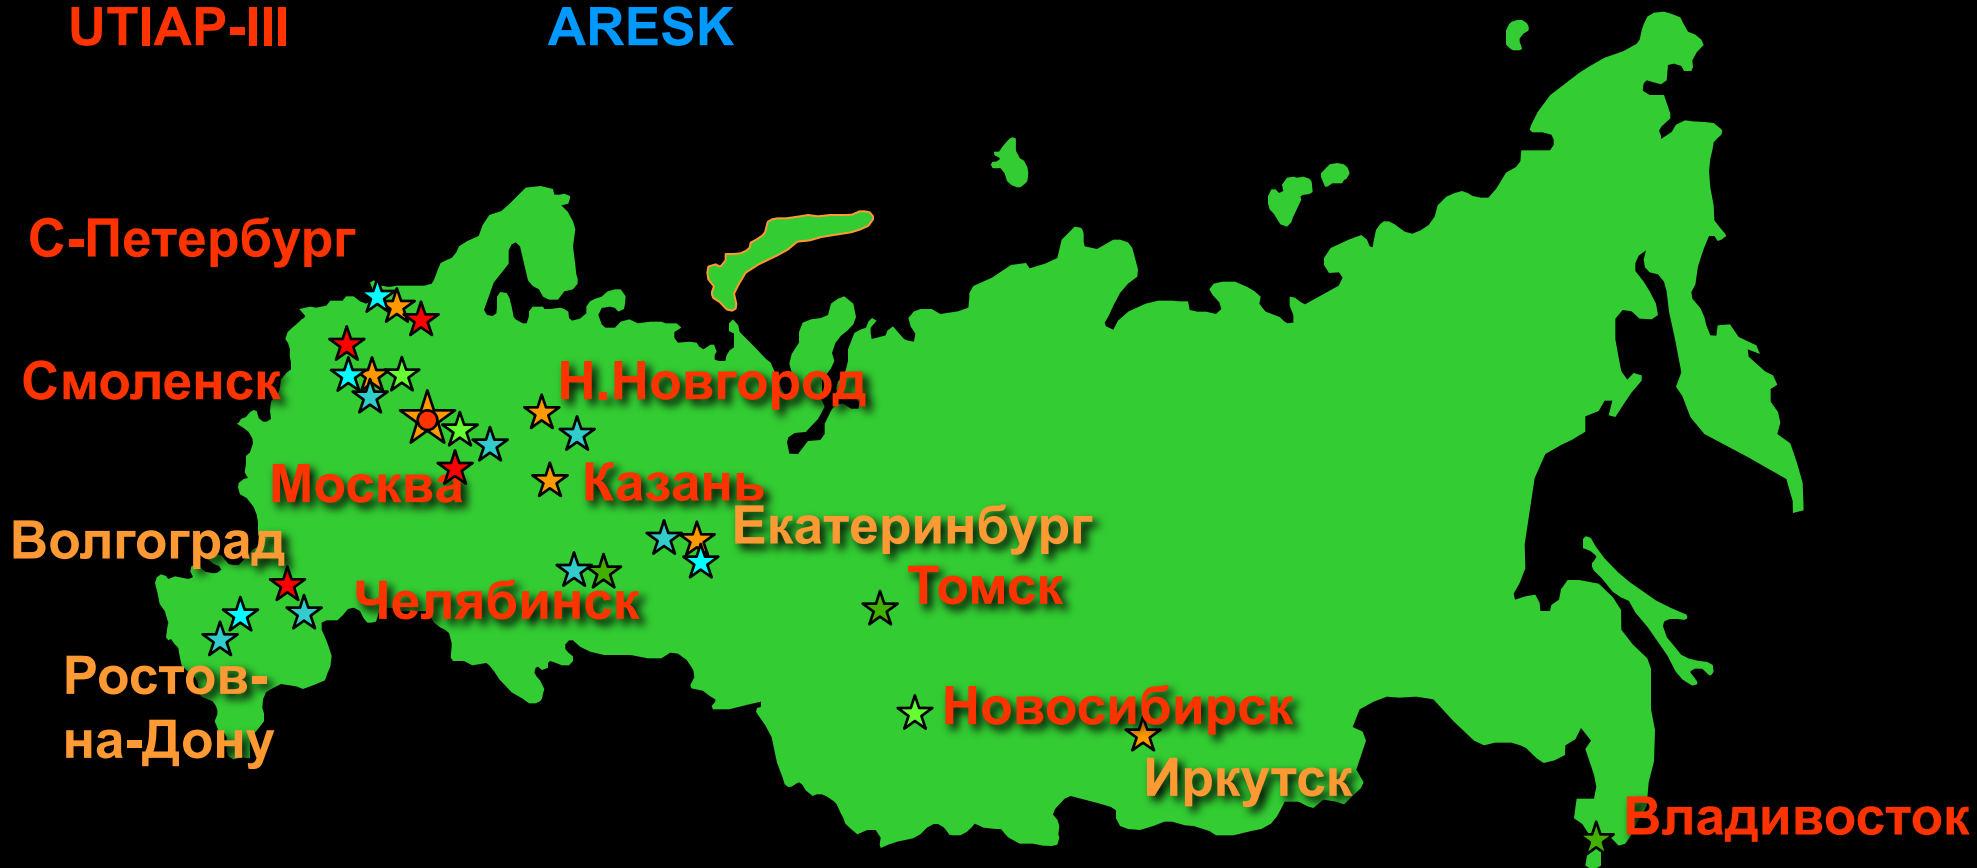 UTIAP-III
ARESK
С-Петербург
Смоленск
Н.Новгород
Москва
Казань
Волгоград
Екатеринбург
Челябинск
Томск
Ростов-
на-Дону
Новосибирск
Иркутск
Владивосток